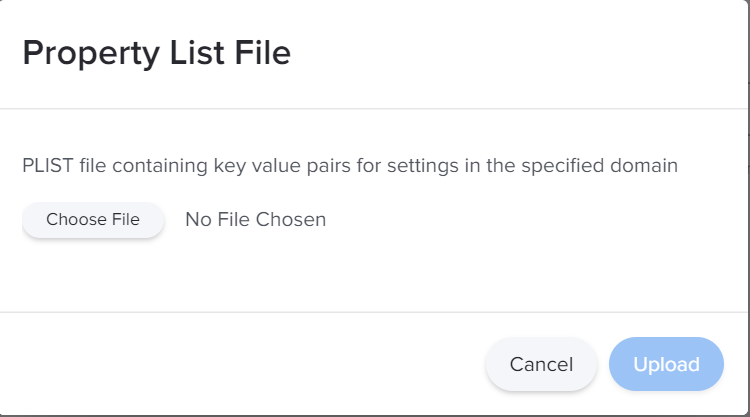 Property List File
PLIST file containing key value pairs for settings in the specified domain
Choose File No File Chosen
Cancel Upload